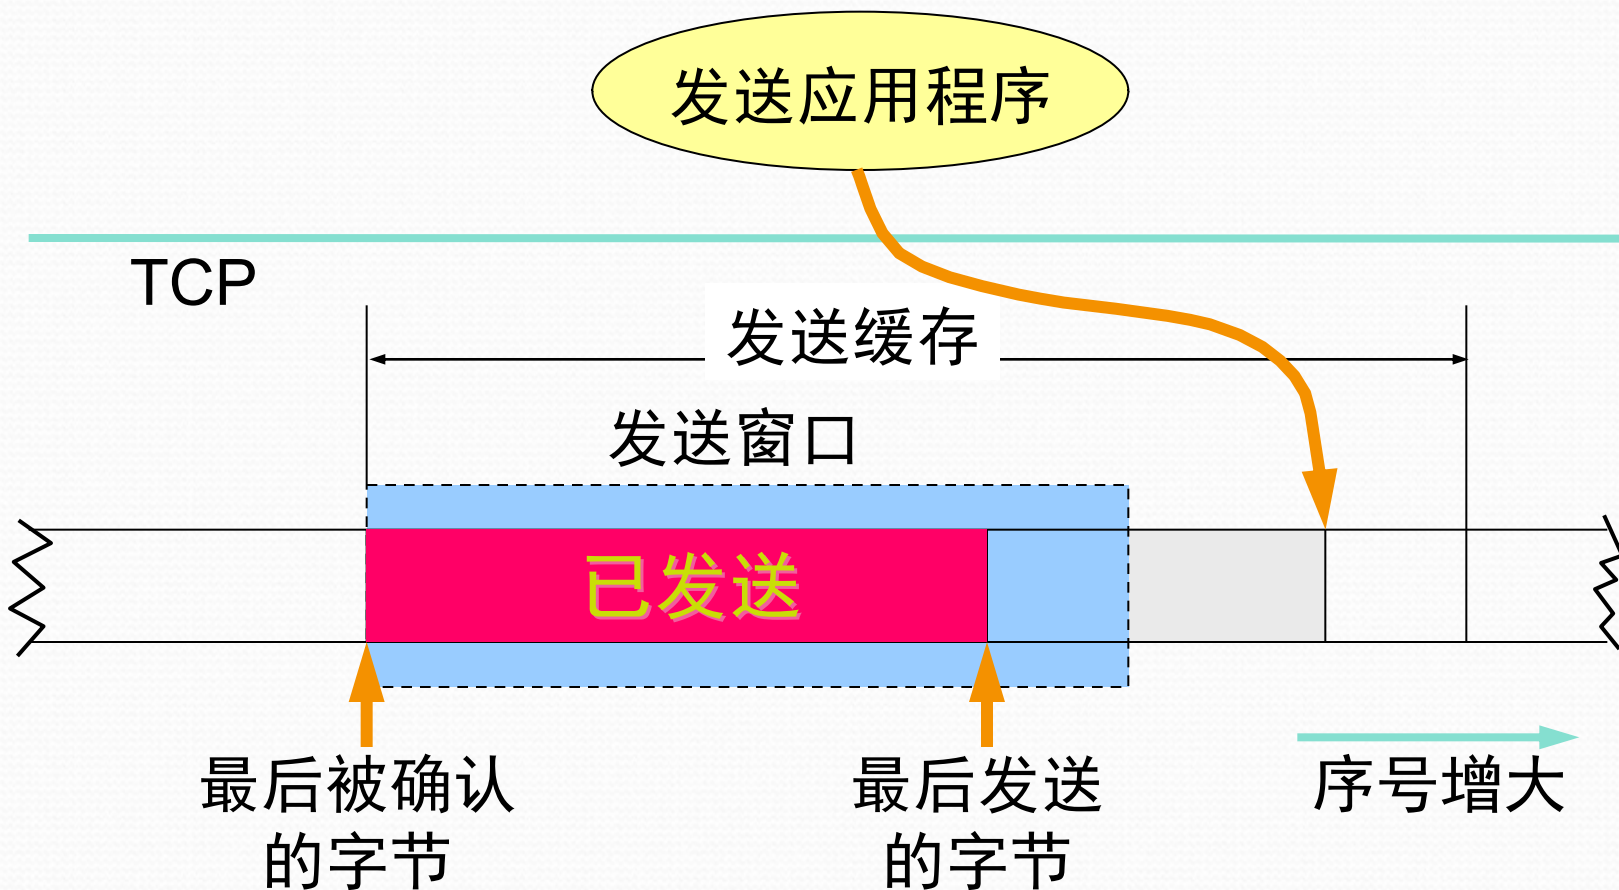 发送应用程序
TCP
发送缓存
发送窗口
已发送
最后被确认
的字节
最后发送
的字节
序号增大